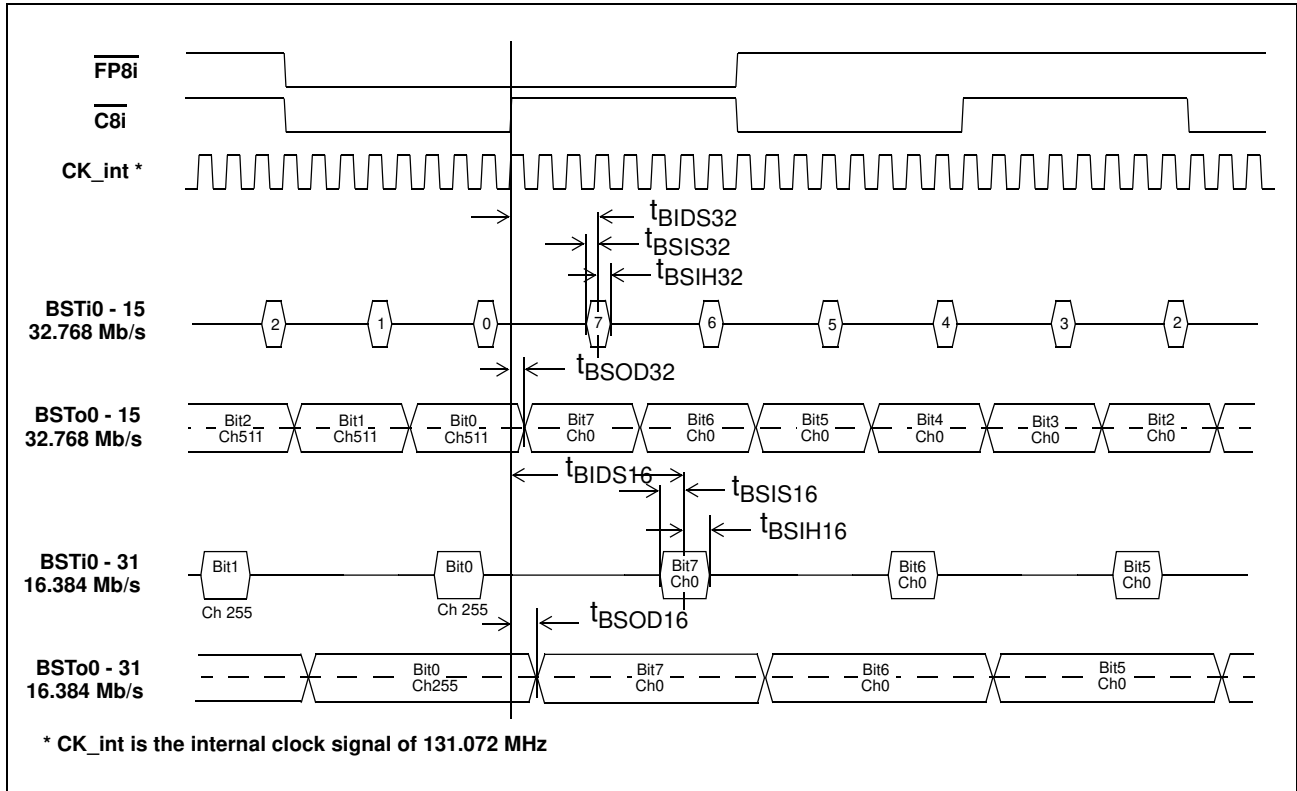 FP8i
C8i
CK_int *
tBIDS32
tBSIS32
tBSIH32
BSTi0 - 15
32.768 Mb/s
2 1 0 7 6 5 4 3 2
tBSOD32
BSTo0 - 15
32.768 Mb/s
Bit2 Bit1 Bit0 Bit7 Bit6 Bit5 Bit4 Bit3 Bit2
Ch511 Ch511 Ch511 Ch0 Ch0 Ch0 Ch0 Ch0 Ch0
tBIDS16
tBSIS16
tBSIH16
BSTi0 - 31
16.384 Mb/s
Bit1 Bit0 Bit7 Bit6 Bit5
Ch0 Ch0 Ch0
Ch 255 Ch 255
tBSOD16
BSTo0 - 31
16.384 Mb/s
Bit0 Bit7 Bit6 Bit5
Ch255 Ch0 Ch0 Ch0
* CK_int is the internal clock signal of 131.072 MHz